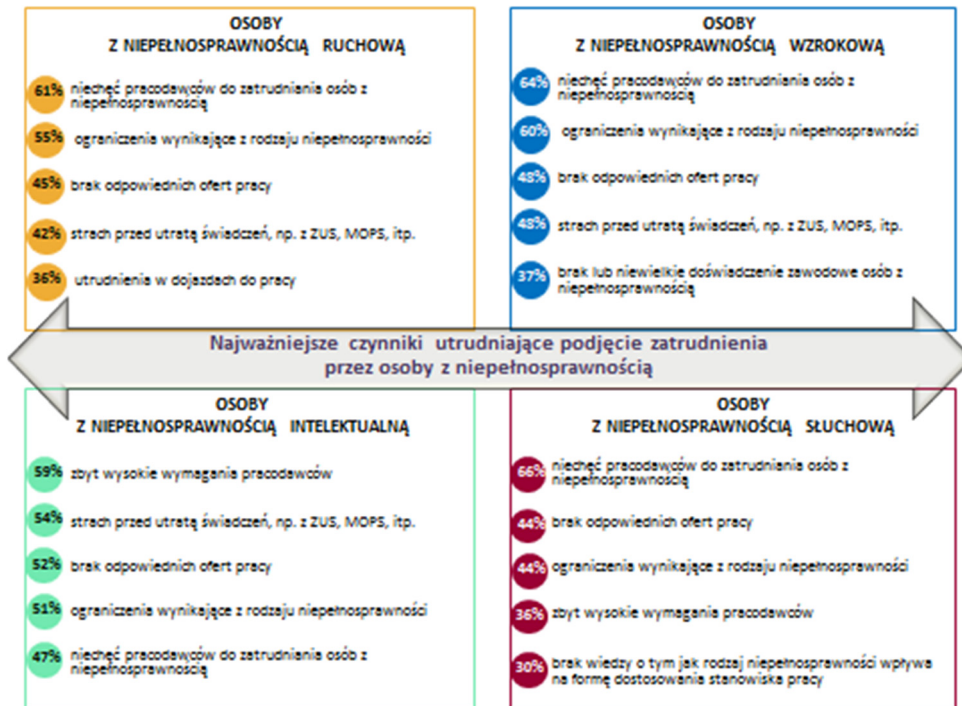 OSOBY
Z NIEPEŁNOSPRAWNOŚCIĄ RUCHOWĄ
61% niechęć pracodawców do zatrudniania osób z
niepełnosprawnością
55% ograniczenia wynikające z rodzaju niepełnosprawności
45% brak odpowiednich ofert pracy
42% strach przed utratą świadczeń, np. z ZUS, MOPS, itp.
36% utrudnienia w dojazdach do pracy
OSOBY
Z NIEPEŁNOSPRAWNOŚCIĄ WZROKOWĄ
64% niechęć pracodawców do zatrudniania osób z
niepełnosprawnością
60% ograniczenia wynikające z rodzaju niepełnosprawności
48% brak odpowiednich ofert pracy
48% strach przed utratą świadczeń, np. z ZUS, MOPS, itp.
37% brak lub niewielkie doświadczenie zawodowe osób z
niepełnosprawnością
Najważniejsze czynniki utrudniające podjęcie zatrudnienia
przez osoby z niepełnosprawnością
OSOBY
Z NIEPEŁNOSPRAWNOŚCIĄ INTELEKTUALNĄ
59% zbyt wysokie wymagania pracodawców
54% strach przed utratą świadczeń, np. z ZUS, MOPS, itp.
52% brak odpowiednich ofert pracy
51% ograniczenia wynikające z rodzaju niepełnosprawności
47% niechęć pracodawców do zatrudniania osób z
niepełnosprawnością
OSOBY
Z NIEPEŁNOSPRAWNOŚCIĄ SŁUCHOWĄ
66% niechęć pracodawców do zatrudniania osób z
niepełnosprawnością
44% brak odpowiednich ofert pracy
44% ograniczenia wynikające z rodzaju niepełnosprawności
36% zbyt wysokie wymagania pracodawców
30% brak wiedzy o tym jak rodzaj niepełnosprawności wpływa
na formę dostosowania stanowiska pracy